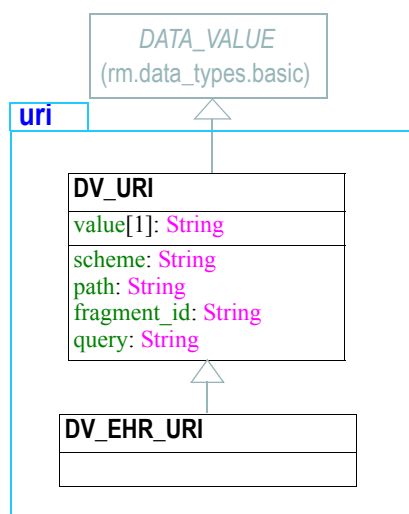 DATA_VALUE
(rm.data_types.basic)
uri
DV_URI
value[1]: String
scheme: String
path: String
fragment_id: String
query: String
DV_EHR_URI